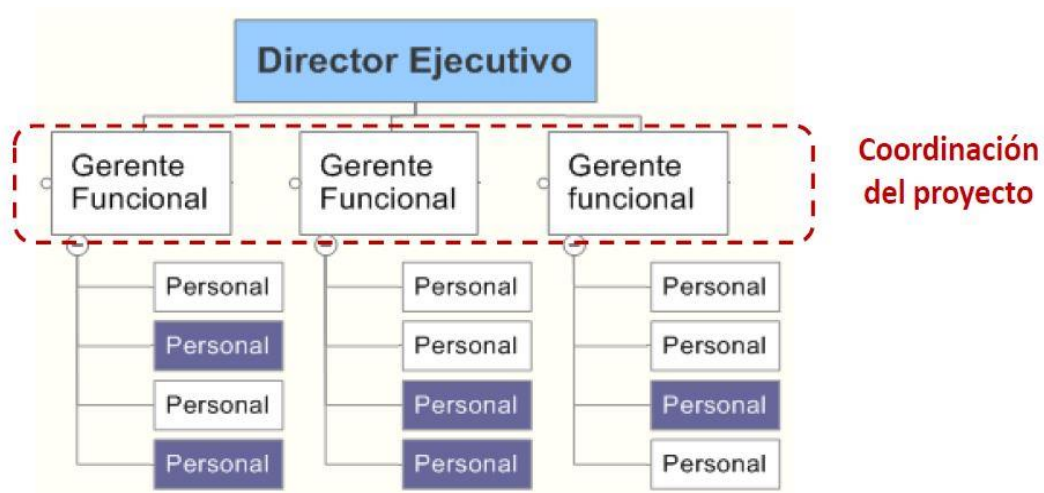 Director Ejecutivo
Gerente
Funcional
Gerente
Funcional
Gerente
funcional
Coordinación
del proyecto
Personal
Personal
Personal
Personal
Personal
Personal
Personal
Personal
Personal
Personal
Personal
Personal